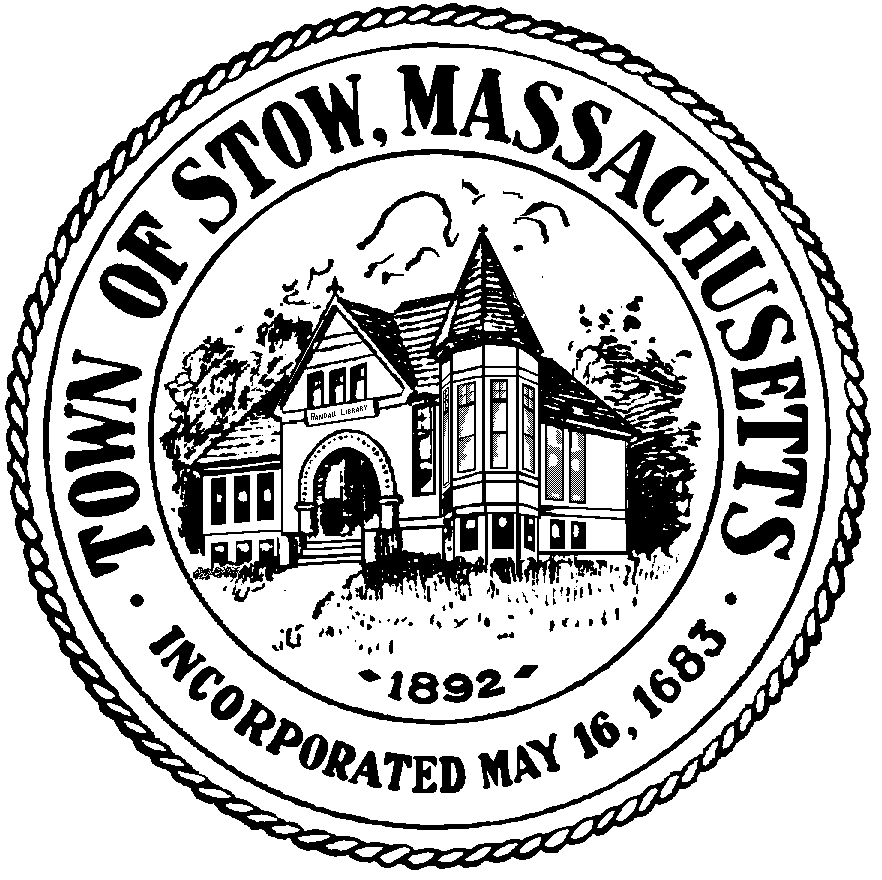 TOWN OF STOW, MASSACHUSETTS
RANDALL LIBRARY
1892
· INCORPORATED MAY 16, 1683 ·